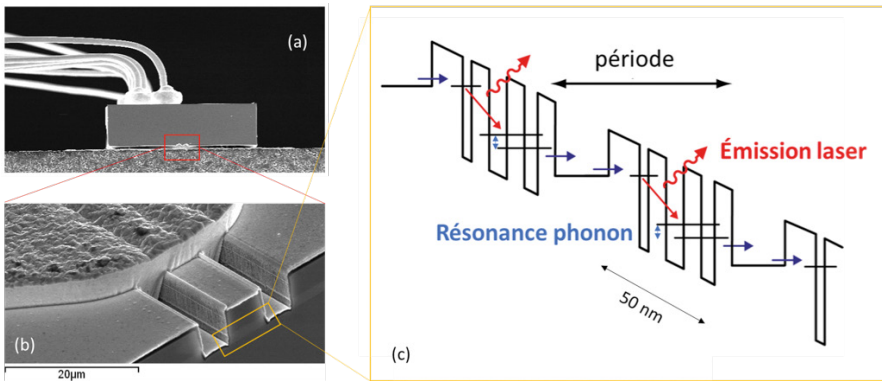 (a)
(b)
20µm
période
Émission laser
Résonance phonon
50 nm
(c)